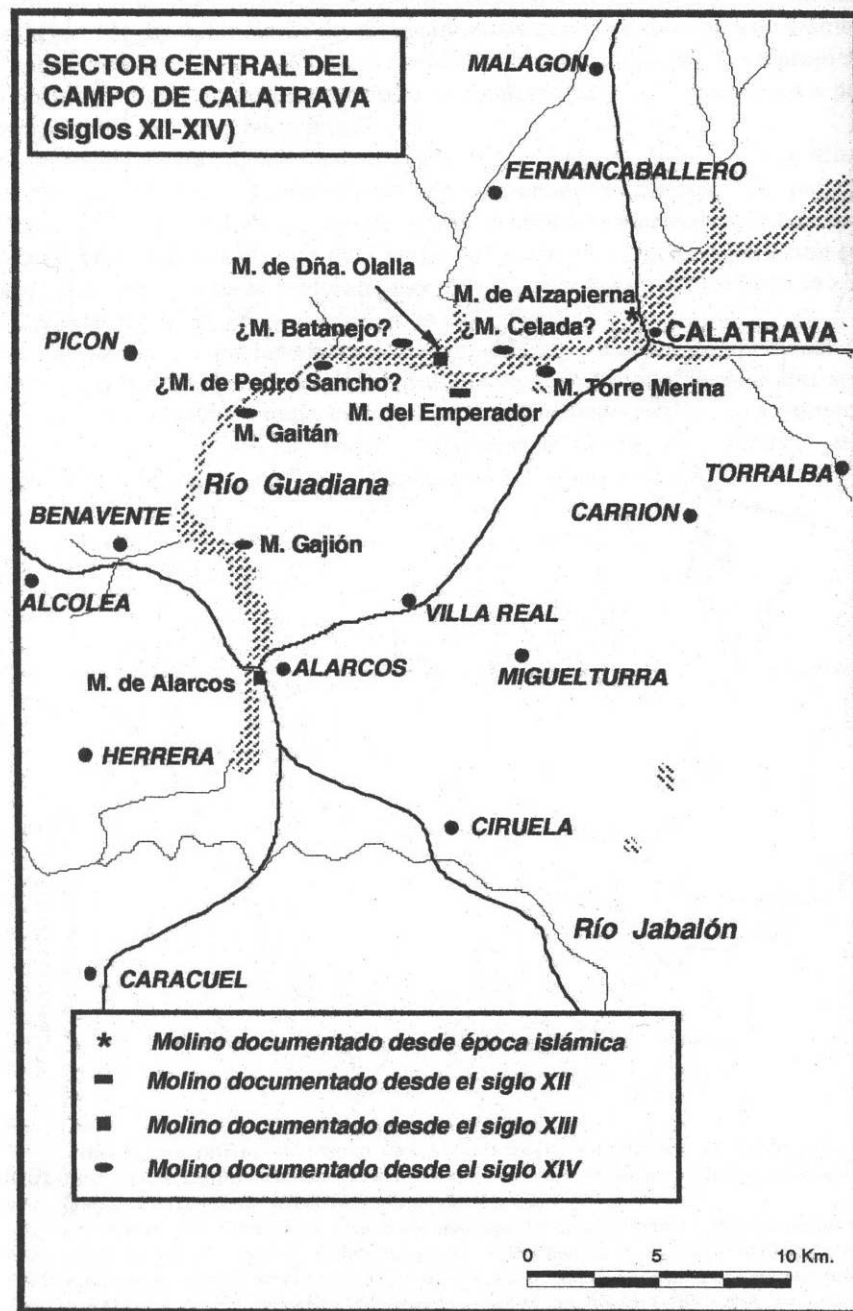 SECTOR CENTRAL DEL
CAMPO DE CALATRAVA
(siglos XII-XIV)
MALAGON
FERNANCABALLERO
M. de Dña. Olalla
M. de Alzapierna
¿M. Batanejo?
¿M. Celada?
CALATRAVA
PICON
¿M. de Pedro Sancho?
M. Torre Merina
M. del Emperador
M. Gaitán
TORRALBA
Río Guadiana
CARRION
BENAVENTE
M. Gajión
ALCOLEA
VILLA REAL
ALARCOS
MIGUELTURRA
M. de Alarcos
HERRERA
CIRUELA
Río Jabalón
CARACUEL
* Molino documentado desde época islámica
Molino documentado desde el siglo XII
Molino documentado desde el siglo XIII
Molino documentado desde el siglo XIV
0 5 10 Km.